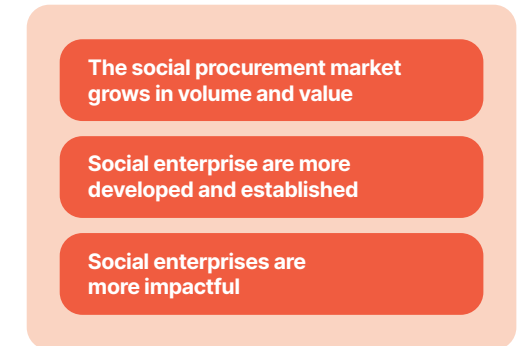 The social procurement market
grows in volume and value
Social enterprise are more
developed and established
Social enterprises are
more impactful